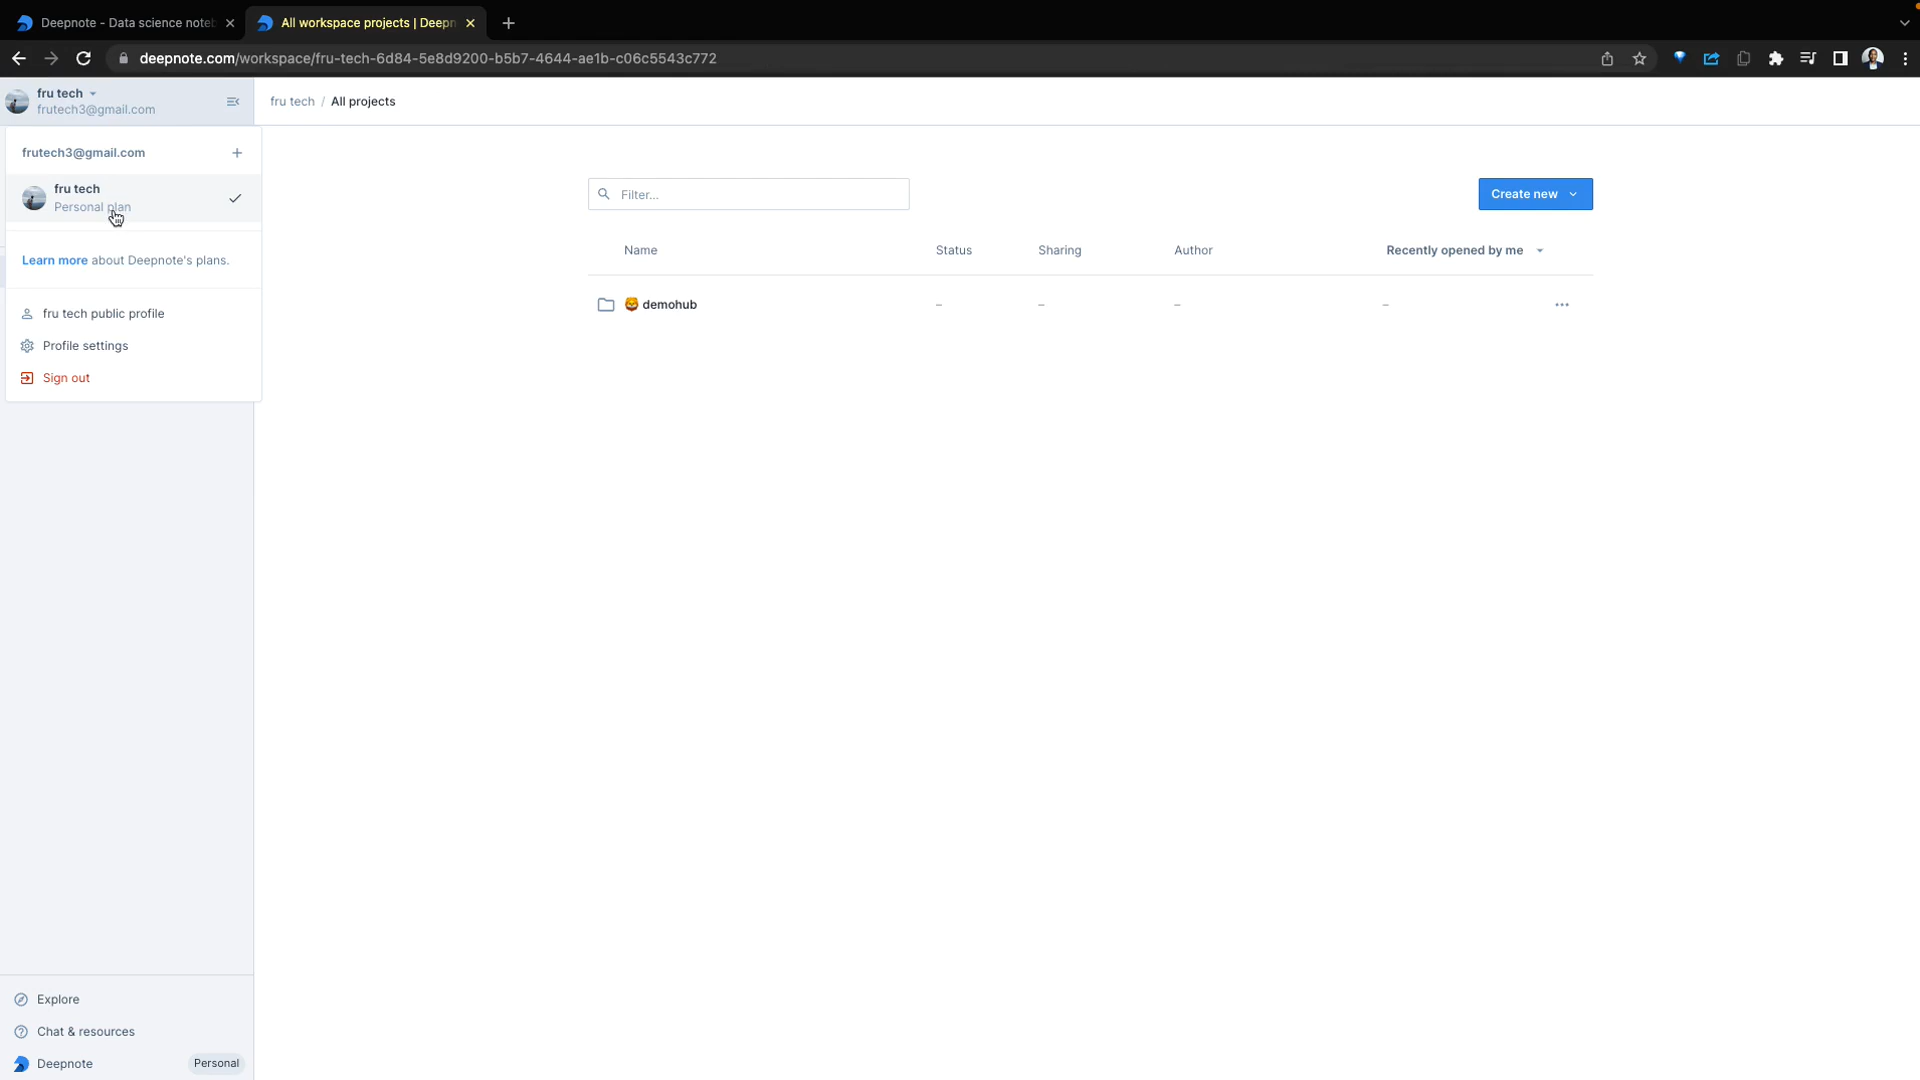 Deepnote - Data science noteb
All workspace projects | Deepn
deepnote.com/workspace/fru-tech-6d84-5e8d9200-b5b7-4644-ae1b-c06c5543c772
fru tech
frutech3@gmail.com
fru tech / All projects
frutech3@gmail.com
fru tech
Personal plan
Learn more about Deepnote's plans.
fru tech public profile
Profile settings
Sign out
Filter...
Create new
Name Status Sharing Author Recently opened by me
demohub – – – –
Explore
Chat & resources
Deepnote Personal